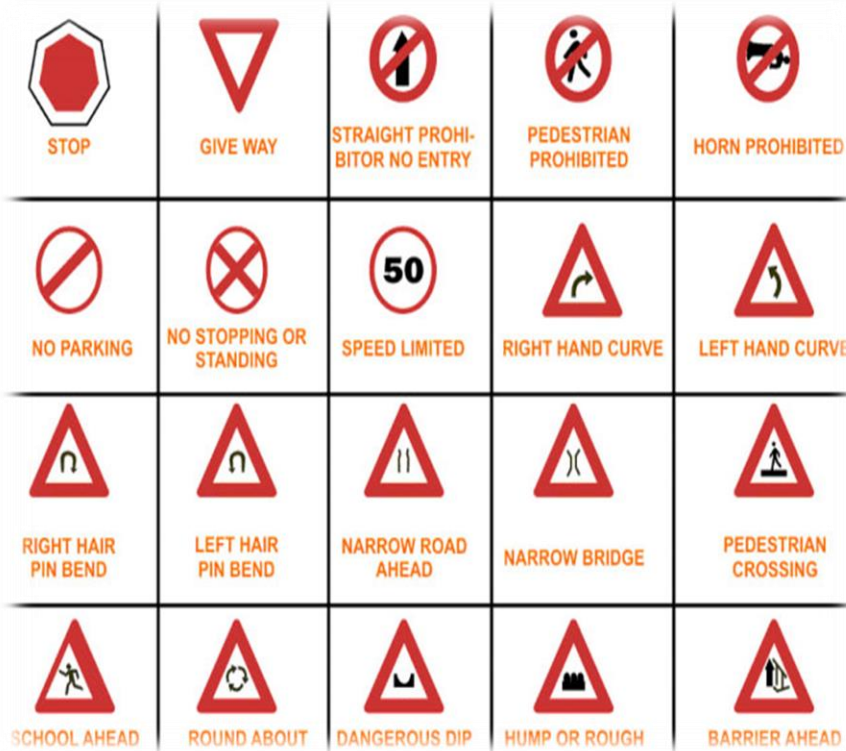 STOP
GIVE WAY
STRAIGHT PROHI-
BITOR NO ENTRY
PEDESTRIAN
PROHIBITED
HORN PROHIBITED
NO PARKING
NO STOPPING OR
STANDING
50
SPEED LIMITED
RIGHT HAND CURVE
LEFT HAND CURVE
RIGHT HAIR
PIN BEND
LEFT HAIR
PIN BEND
NARROW ROAD
AHEAD
NARROW BRIDGE
PEDESTRIAN
CROSSING
SCHOOL AHEAD
ROUND ABOUT
DANGEROUS DIP
HUMP OR ROUGH
BARRIER AHEAD